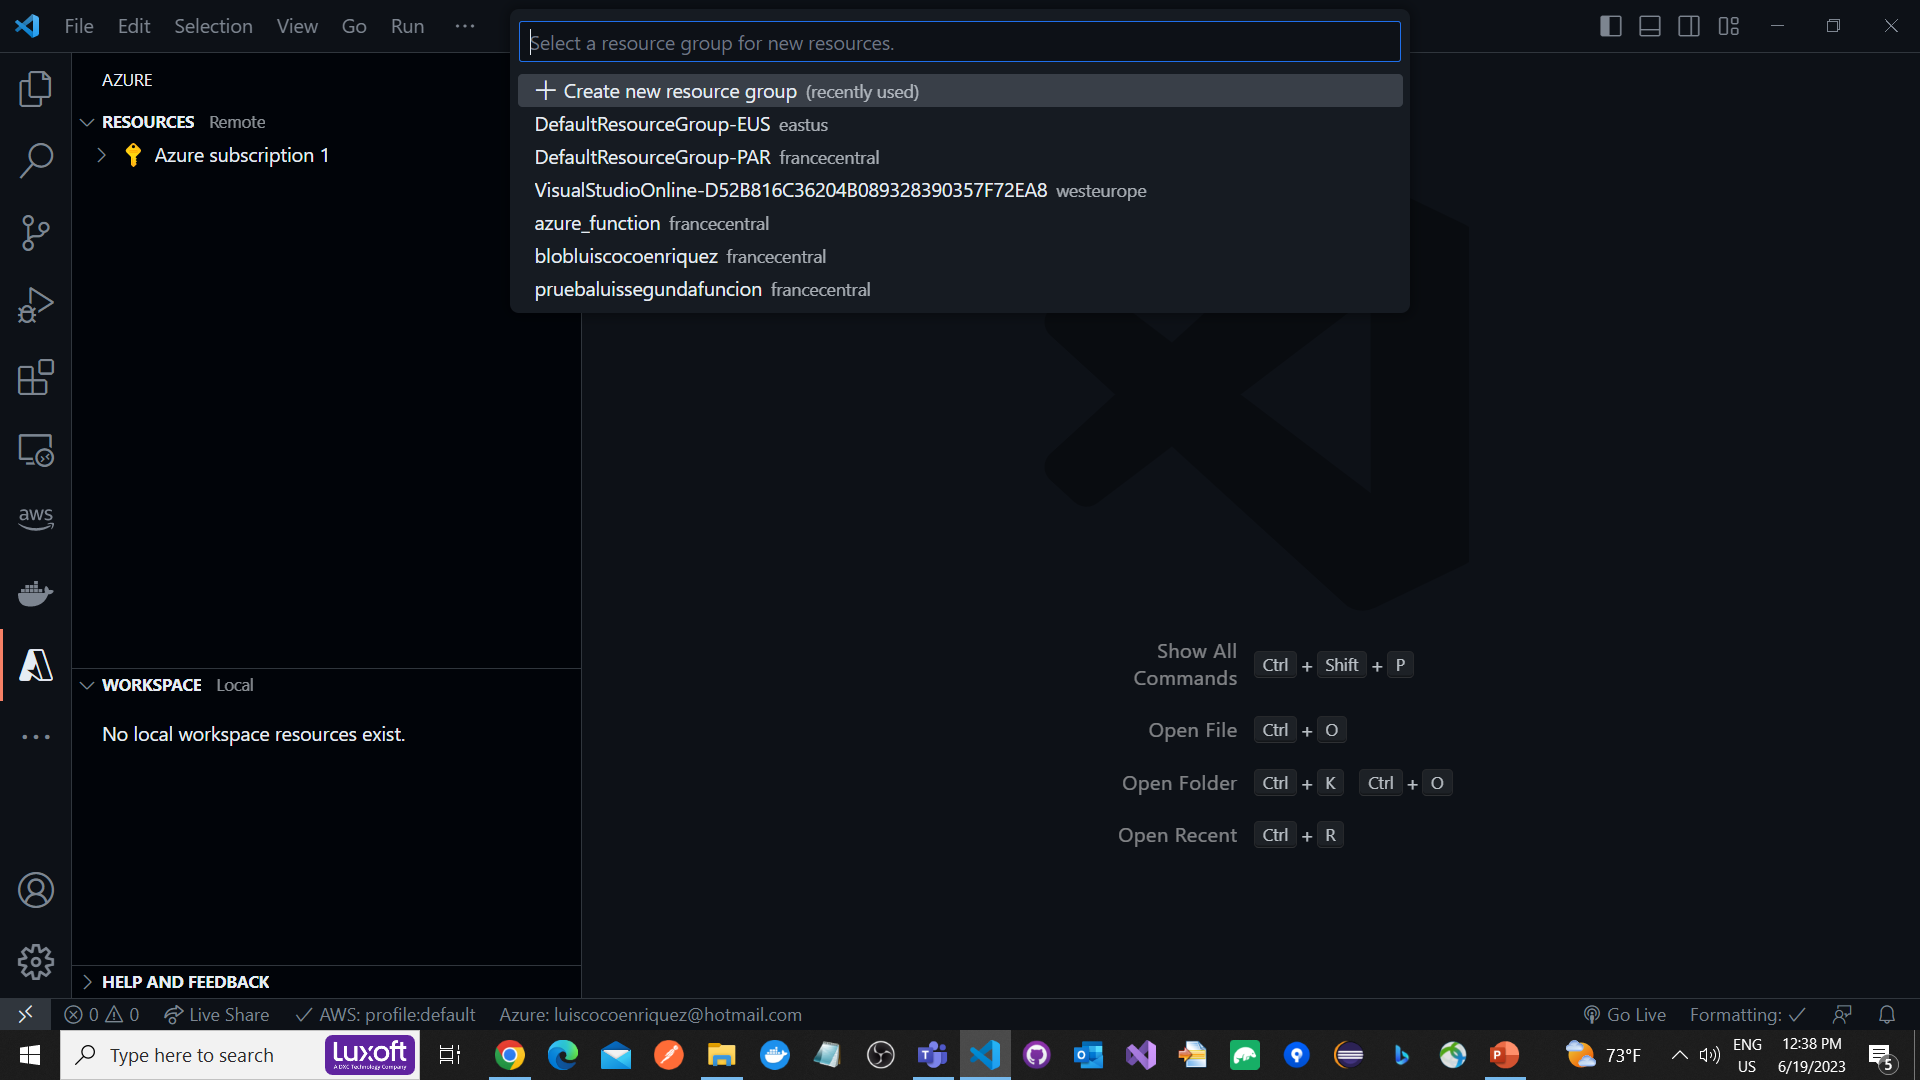 File Edit Selection View Go Run ···
Select a resource group for new resources.
Create new resource group (recently used)
DefaultResourceGroup-EUS eastus
DefaultResourceGroup-PAR francecentral
VisualStudioOnline-D52B816C36204B089328390357F72EA8 westeurope
azure_function francecentral
blobluiscocoenriquez francecentral
pruebaluissegundafuncion francecentral
AZURE
RESOURCES Remote
Azure subscription 1
aws
WORKSPACE Local
No local workspace resources exist.
HELP AND FEEDBACK
Show All Commands Ctrl + Shift + P
Open File Ctrl + O
Open Folder Ctrl + K Ctrl + O
Open Recent Ctrl + R
0 0 Live Share AWS: profile:default Azure: luiscocoenriquez@hotmail.com Go Live Formatting:
Type here to search luxoft A DXC Technology Company 73°F ENG US 12:38 PM 6/19/2023 5